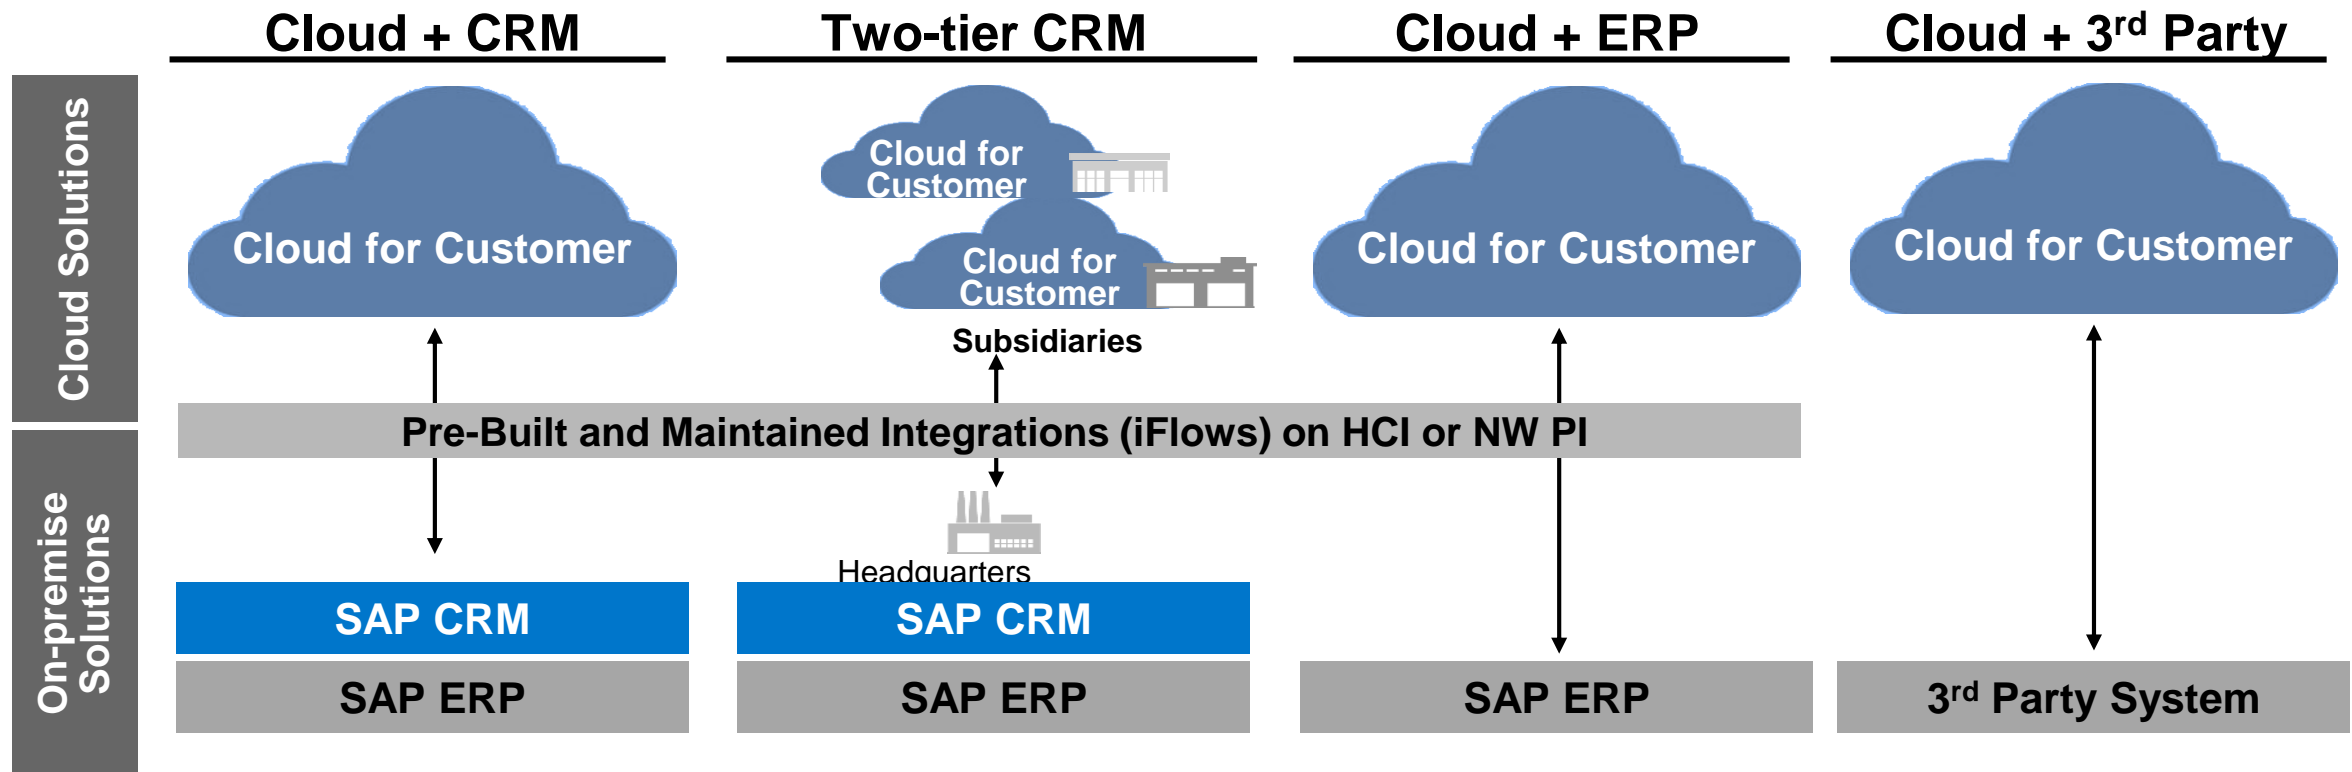 Cloud + CRM
Two-tier CRM
Cloud + ERP
Cloud + 3rd Party
Cloud Solutions
Cloud for Customer
Cloud for
Customer
Cloud for
Customer
Subsidiaries
Cloud for Customer
Cloud for Customer
Pre-Built and Maintained Integrations (iFlows) on HCI or NW PI
On-premise
Solutions
Headquarters
SAP CRM
SAP CRM
SAP ERP
SAP ERP
SAP ERP
3rd Party System